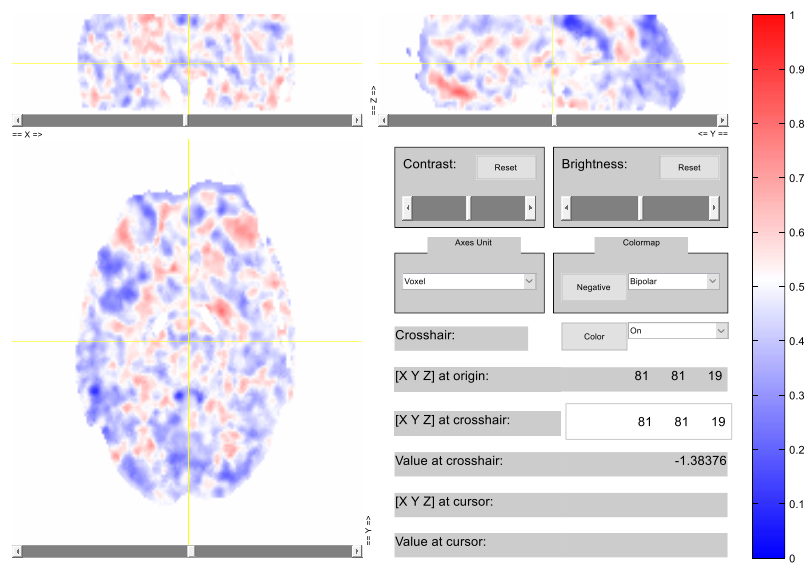 <= Z ==>
== X =>
<= Y ==
== Y =>
Contrast:
Reset
Brightness:
Reset
Axes Unit
Colormap
Voxel
Negative
Bipolar
Crosshair:
Color
On
[X Y Z] at origin:
81 81 19
[X Y Z] at crosshair:
81 81 19
Value at crosshair:
-1.38376
[X Y Z] at cursor:
Value at cursor:
1
0.9
0.8
0.7
0.6
0.5
0.4
0.3
0.2
0.1
0